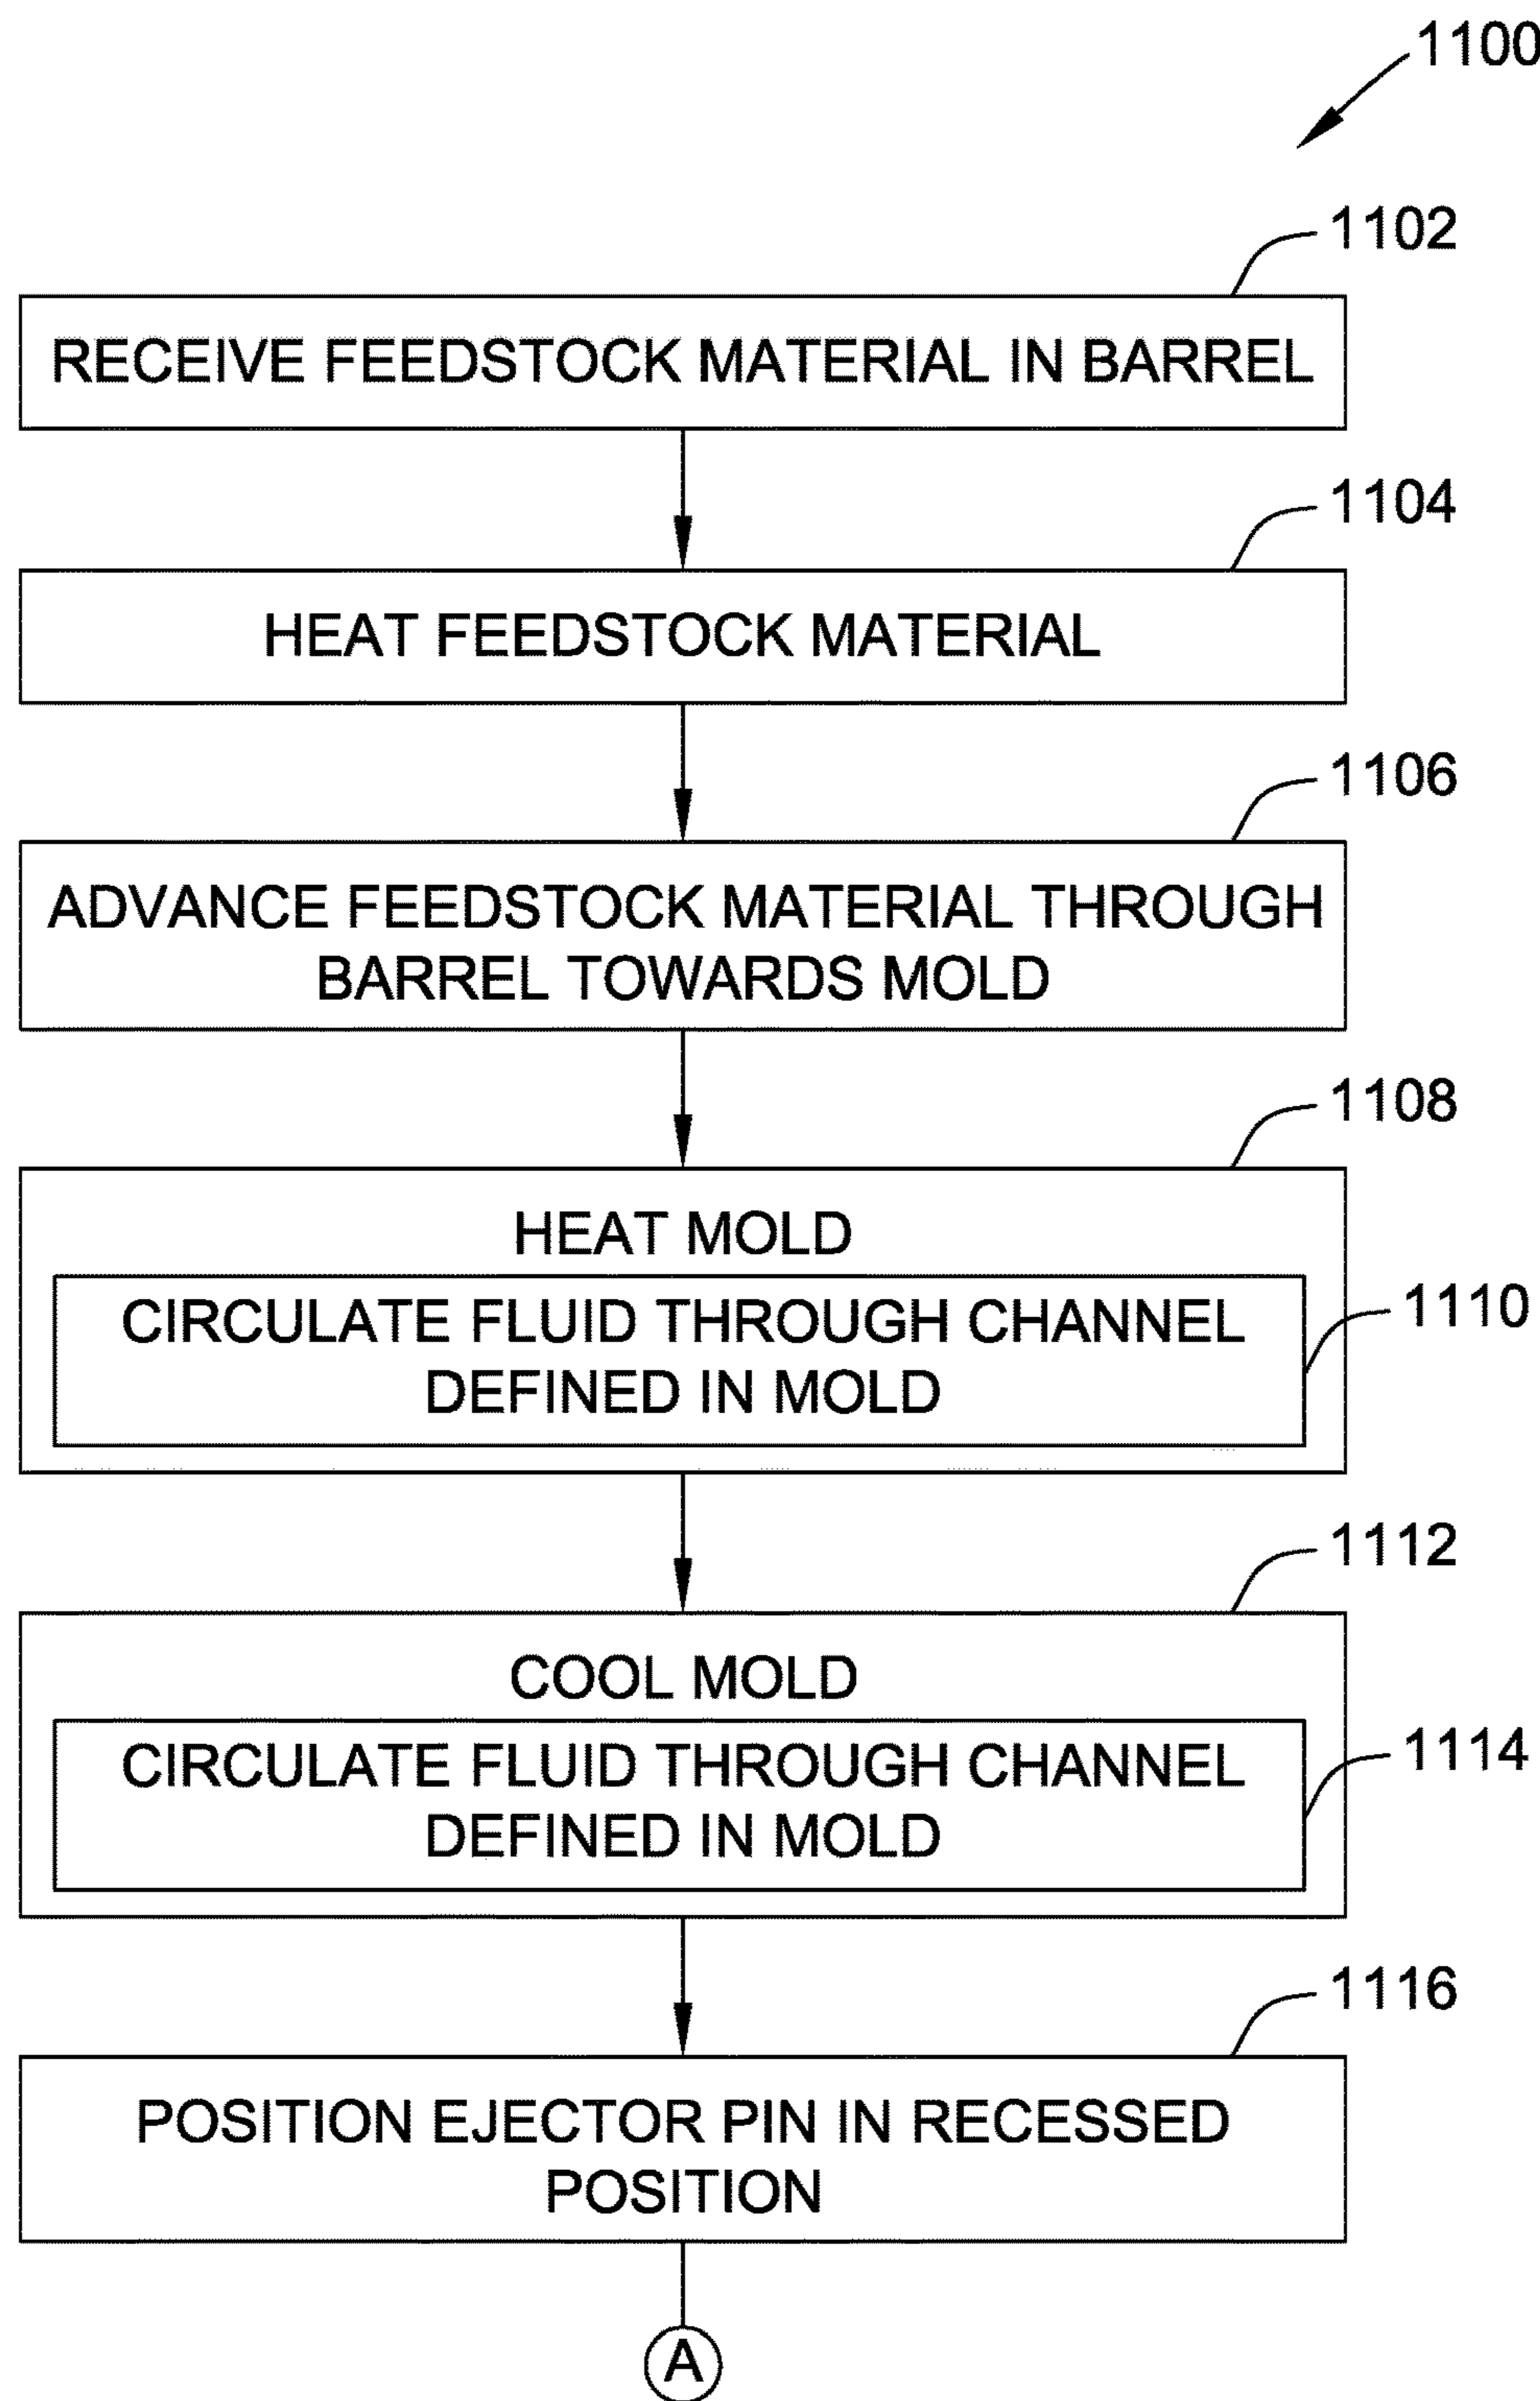 1100
1102
RECEIVE FEEDSTOCK MATERIAL IN BARREL
1104
HEAT FEEDSTOCK MATERIAL
1106
ADVANCE FEEDSTOCK MATERIAL THROUGH
BARREL TOWARDS MOLD
1108
HEAT MOLD
1110
CIRCULATE FLUID THROUGH CHANNEL
DEFINED IN MOLD
1112
COOL MOLD
1114
CIRCULATE FLUID THROUGH CHANNEL
DEFINED IN MOLD
1116
POSITION EJECTOR PIN IN RECESSED
POSITION
A